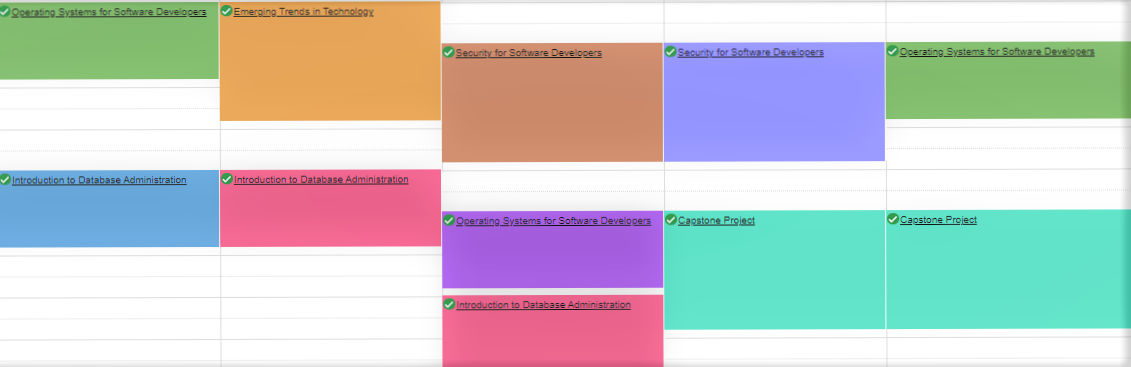 Operating Systems for Software Developers
Emerging Trends in Technology
Security for Software Developers
Security for Software Developers
Operating Systems for Software Developers
Introduction to Database Administration
Introduction to Database Administration
Operating Systems for Software Developers
Capstone Project
Capstone Project
Introduction to Database Administration